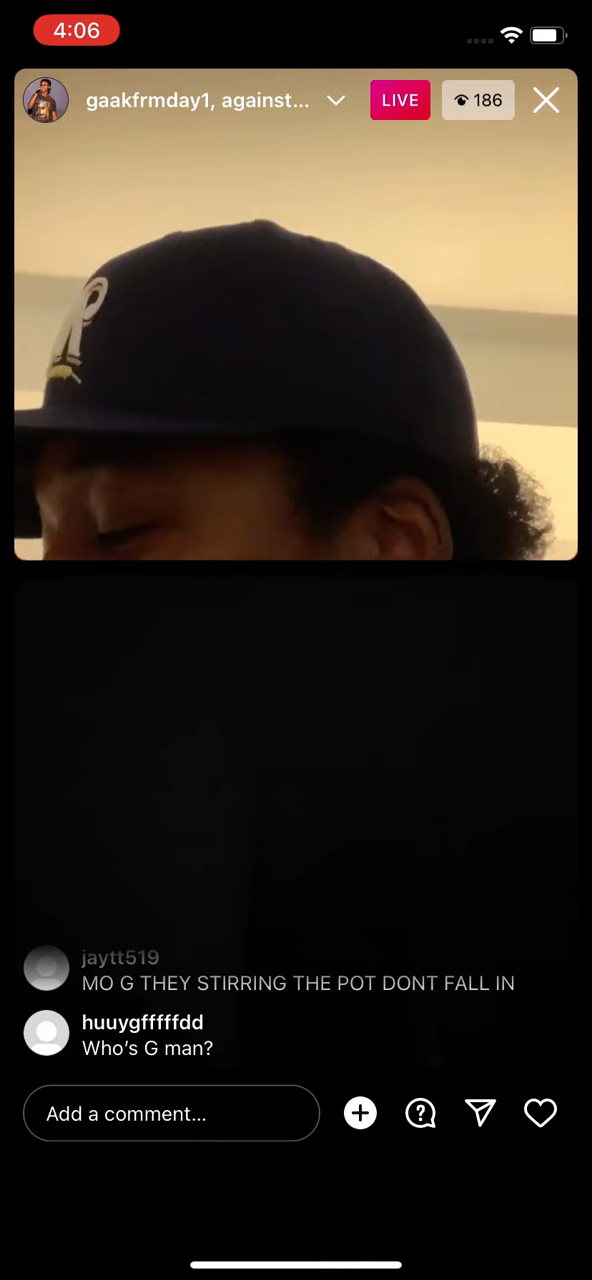 4:06
gaakfrmday1, against...
LIVE
186
R
jaytt519
MO G THEY STIRRING THE POT DONT FALL IN
huuygfffffdd
Who's G man?
Add a comment...